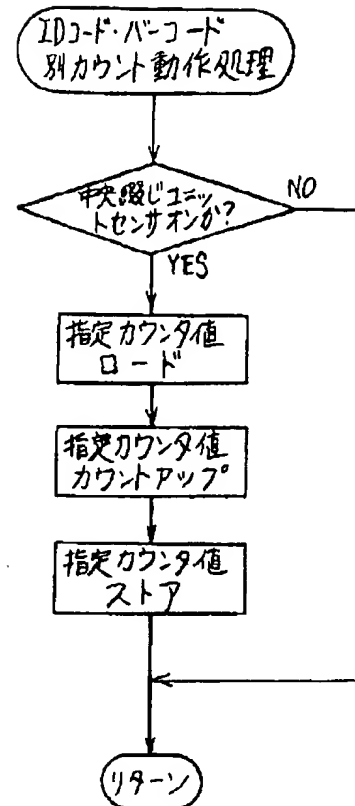 IDコード・バーコード
別カウント動作処理
中央綴じユニッ
トセンサオンか?
NO
YES
指定カウンタ値
ロード
指定カウンタ値
カウントアップ
指定カウンタ値
ストア
リターン